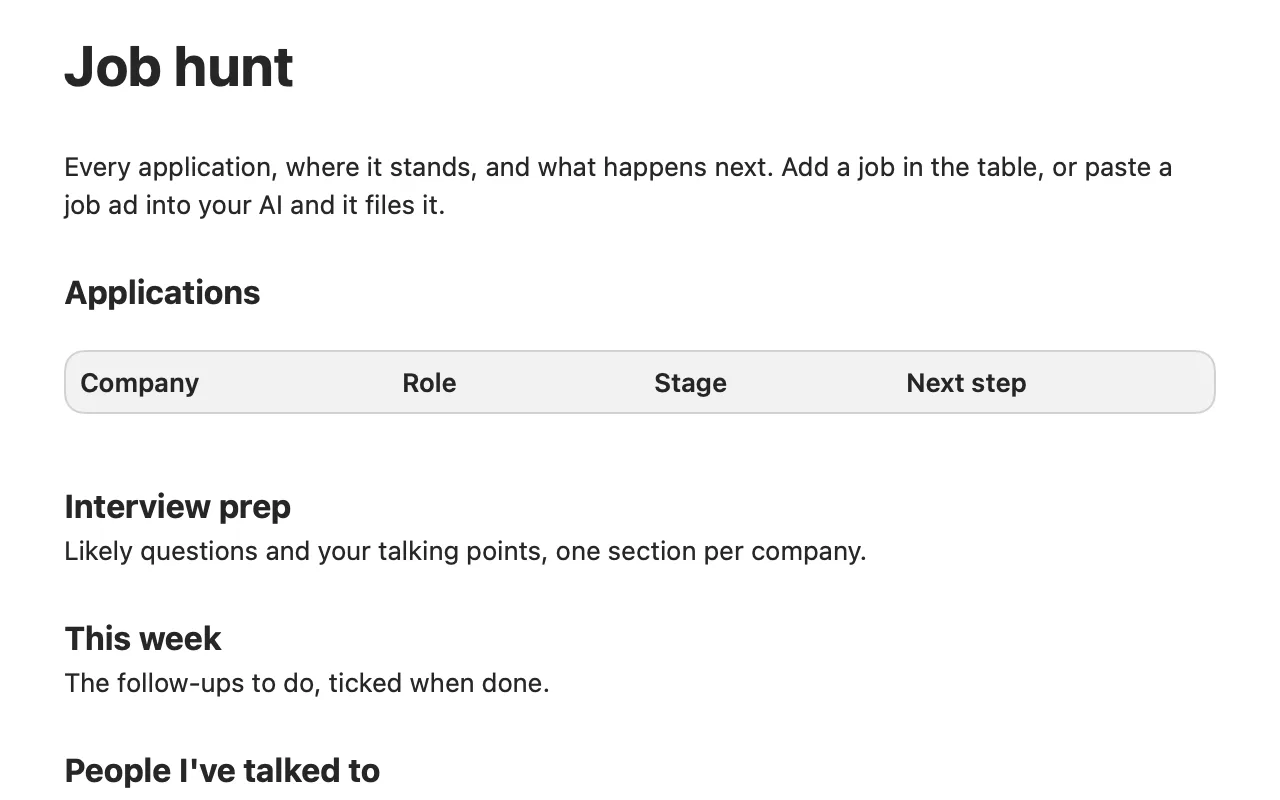 Job hunt
Every application, where it stands, and what happens next. Add a job in the table, or paste a
job ad into your AI and it files it.
Applications
Company Role Stage Next step
Interview prep
Likely questions and your talking points, one section per company.
This week
The follow-ups to do, ticked when done.
People I've talked to